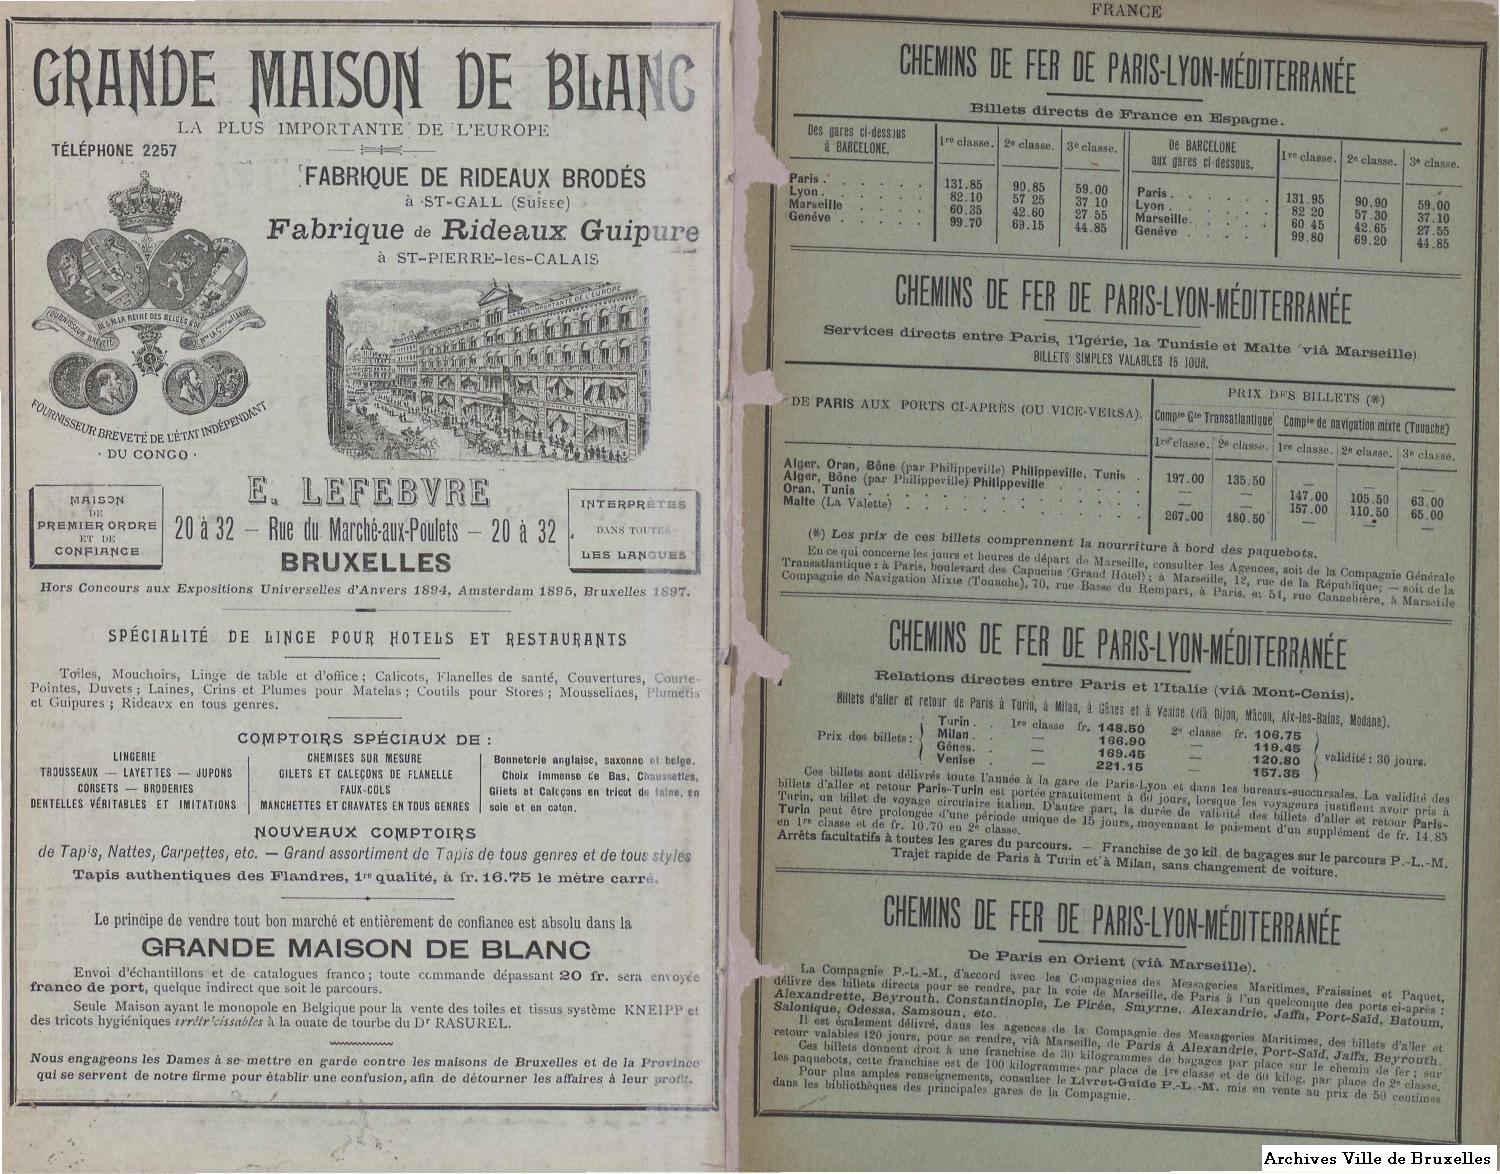 GRANDE MAISON DE BLANC
LA PLUS IMPORTANTE DE L'EUROPE
TÉLÉPHONE 2257
FABRIQUE DE RIDEAUX BRODÉS
à ST-GALL (Suisse)
Fabrique de Rideaux Guipure
à ST-PIERRE-les-CALAIS
FOURNISSEUR BREVETÉ DE S. M. LA REINE DES BELGES & DE
FOURNISSEUR BREVETÉ DE L'ÉTAT INDÉPENDANT
· DU CONGO ·
LA PLUS IMPORTANTE DE L'EUROPE
E. LEFEBVRE
MAISON
DE
PREMIER ORDRE
ET DE
CONFIANCE
20 à 32 — Rue du Marché-aux-Poulets — 20 à 32
BRUXELLES
INTERPRÈTES
DANS TOUTES
LES LANGUES
Hors Concours aux Expositions Universelles d'Anvers 1894, Amsterdam 1895, Bruxelles 1897.
SPÉCIALITÉ DE LINGE POUR HOTELS ET RESTAURANTS
Toiles, Mouchoirs, Linge de table et d'office; Calicots, Flanelles de santé, Couvertures, Courte-
Pointes, Duvets; Laines, Crins et Plumes pour Matelas; Coutils pour Stores; Mousselines, Plumetis
et Guipures; Rideaux en tous genres.
COMPTOIRS SPÉCIAUX DE :
LINGERIE
TROUSSEAUX — LAYETTES — JUPONS
CORSETS — BRODERIES
DENTELLES VÉRITABLES ET IMITATIONS
CHEMISES SUR MESURE
GILETS ET CALEÇONS DE FLANELLE
FAUX-COLS
MANCHETTES ET CRAVATES EN TOUS GENRES
Bonneterie anglaise, saxonne et belge.
Choix immense de Bas, Chaussettes,
Gilets et Caleçons en tricot de laine, en
soie et en coton.
NOUVEAUX COMPTOIRS
de Tapis, Nattes, Carpettes, etc. — Grand assortiment de Tapis de tous genres et de tous styles
Tapis authentiques des Flandres, 1re qualité, à fr. 16.75 le mètre carré.
Le principe de vendre tout bon marché et entièrement de confiance est absolu dans la
GRANDE MAISON DE BLANC
Envoi d'échantillons et de catalogues franco; toute commande dépassant 20 fr. sera envoyée
franco de port, quelque indirect que soit le parcours.
Seule Maison ayant le monopole en Belgique pour la vente des toiles et tissus système KNEIPP et
des tricots hygiéniques irrétrécissables à la ouate de tourbe du Dr RASUREL.
Nous engageons les Dames à se mettre en garde contre les maisons de Bruxelles et de la Province
qui se servent de notre firme pour établir une confusion, afin de détourner les affaires à leur profit.
FRANCE
CHEMINS DE FER DE PARIS-LYON-MÉDITERRANÉE
Billets directs de France en Espagne.
Des gares ci-dessous à BARCELONE. 1re classe. 2e classe. 3e classe.
Paris . . . . . . 131.85 90.85 59.00
Lyon . . . . . . 82.10 57 25 37 10
Marseille . . . . 60.35 42.60 27 55
Genève . . . . . 99.70 69.15 44.85
De BARCELONE aux gares ci-dessous. 1re classe. 2e classe. 3e classe.
Paris . . . . . 131.95 90.90 59.00
Lyon . . . . . 82 20 57.30 37.10
Marseille. . . . 60 45 42.65 27.55
Genève . . . . 99.80 69.20 44.85
CHEMINS DE FER DE PARIS-LYON-MÉDITERRANÉE
Services directs entre Paris, l'lgérie, la Tunisie et Malte (viâ Marseille)
BILLETS SIMPLES VALABLES 15 JOUR.
DE PARIS AUX PORTS CI-APRÈS (OU VICE-VERSA).
PRIX DES BILLETS (*)
Compie Gle Transatlantique Compie de navigation mixte (Touache)
1re classe. 2e classe. 1re classe. 2e classe. 3e classe.
Alger. Oran, Bône (par Philippeville) Philippeville, Tunis . 197.00 135.50 — — —
Alger, Bône (par Philippeville) Philippeville . . . . . — — 147.00 105.50 63.00
Oran, Tunis . . . . . . . . . — — 157.00 110.50 65.00
Malte (La Valette) . . . . . . . . 267.00 180.50 — — —
(*) Les prix de ces billets comprennent la nourriture à bord des paquebots.
En ce qui concerne les jours et heures de départ de Marseille, consulter les Agences, soit de la Compagnie Générale
Transatlantique : à Paris, boulevard des Capucins (Grand Hôtel); à Marseille, 12, rue de la République; — soit de la
Compagnie de Navigation Mixte (Touache), 70, rue Basse du Rempart, à Paris, et 54, rue Cannebière, à Marseille
CHEMINS DE FER DE PARIS-LYON-MÉDITERRANÉE
Relations directes entre Paris et l'Italie (viâ Mont-Cenis).
Billets d'aller et retour de Paris à Turin, à Milan, à Gênes et à Venise (viâ Dijon, Mâcon, Aix-les-Bains, Modane).
Prix des billets :
Turin . . 1re classe fr. 148.50 2e classe fr. 106.75
Milan . . — 166.90 — 119.45
Gênes. . — 169.45 — 120.80
Venise . — 221.15 — 157.35
validité : 30 jours.
Ces billets sont délivrés toute l'année à la gare de Paris-Lyon et dans les bureaux-succursales. La validité des
billets d'aller et retour Paris-Turin est portée gratuitement à 60 jours, lorsque les voyageurs justifient avoir pris à
Turin, un billet de voyage circulaire italien. D'autre part, la durée de validité des billets d'aller et retour Paris-
Turin peut être prolongée d'une période unique de 15 jours, moyennant le paiement d'un supplément de fr. 14.85
en 1re classe et de fr. 10.70 en 2e classe.
Arrêts facultatifs à toutes les gares du parcours. — Franchise de 30 kil. de bagages sur le parcours P.-L.-M.
Trajet rapide de Paris à Turin et à Milan, sans changement de voiture.
CHEMINS DE FER DE PARIS-LYON-MÉDITERRANÉE
De Paris en Orient (viâ Marseille).
La Compagnie P.-L.-M., d'accord avec les Compagnies des Messageries Maritimes, Fraissinet et Paquet,
délivre des billets directs pour se rendre, par la voie de Marseille, de Paris à l'un quelconque des ports ci-après :
Alexandrette, Beyrouth, Constantinople, Le Pirée, Smyrne, Alexandrie, Jaffa, Port-Saïd, Batoum,
Salonique, Odessa, Samsoun, etc.
Il est également délivré, dans les agences de la Compagnie des Messageries Maritimes, des billets d'aller et
retour valables 120 jours, pour se rendre, viâ Marseille, de Paris à Alexandrie, Port-Saïd, Jaffa, Beyrouth.
Ces billets donnent droit à une franchise de 30 kilogrammes de bagages par place sur le chemin de fer; sur
les paquebots, cette franchise est de 100 kilogrammes par place de 1re classe et de 60 kilog. par place de 2e classe.
Pour plus amples renseignements, consulter le Livret-Guide P.-L.-M. mis en vente au prix de 50 centimes
dans les bibliothèques des principales gares de la Compagnie.
Archives Ville de Bruxelles